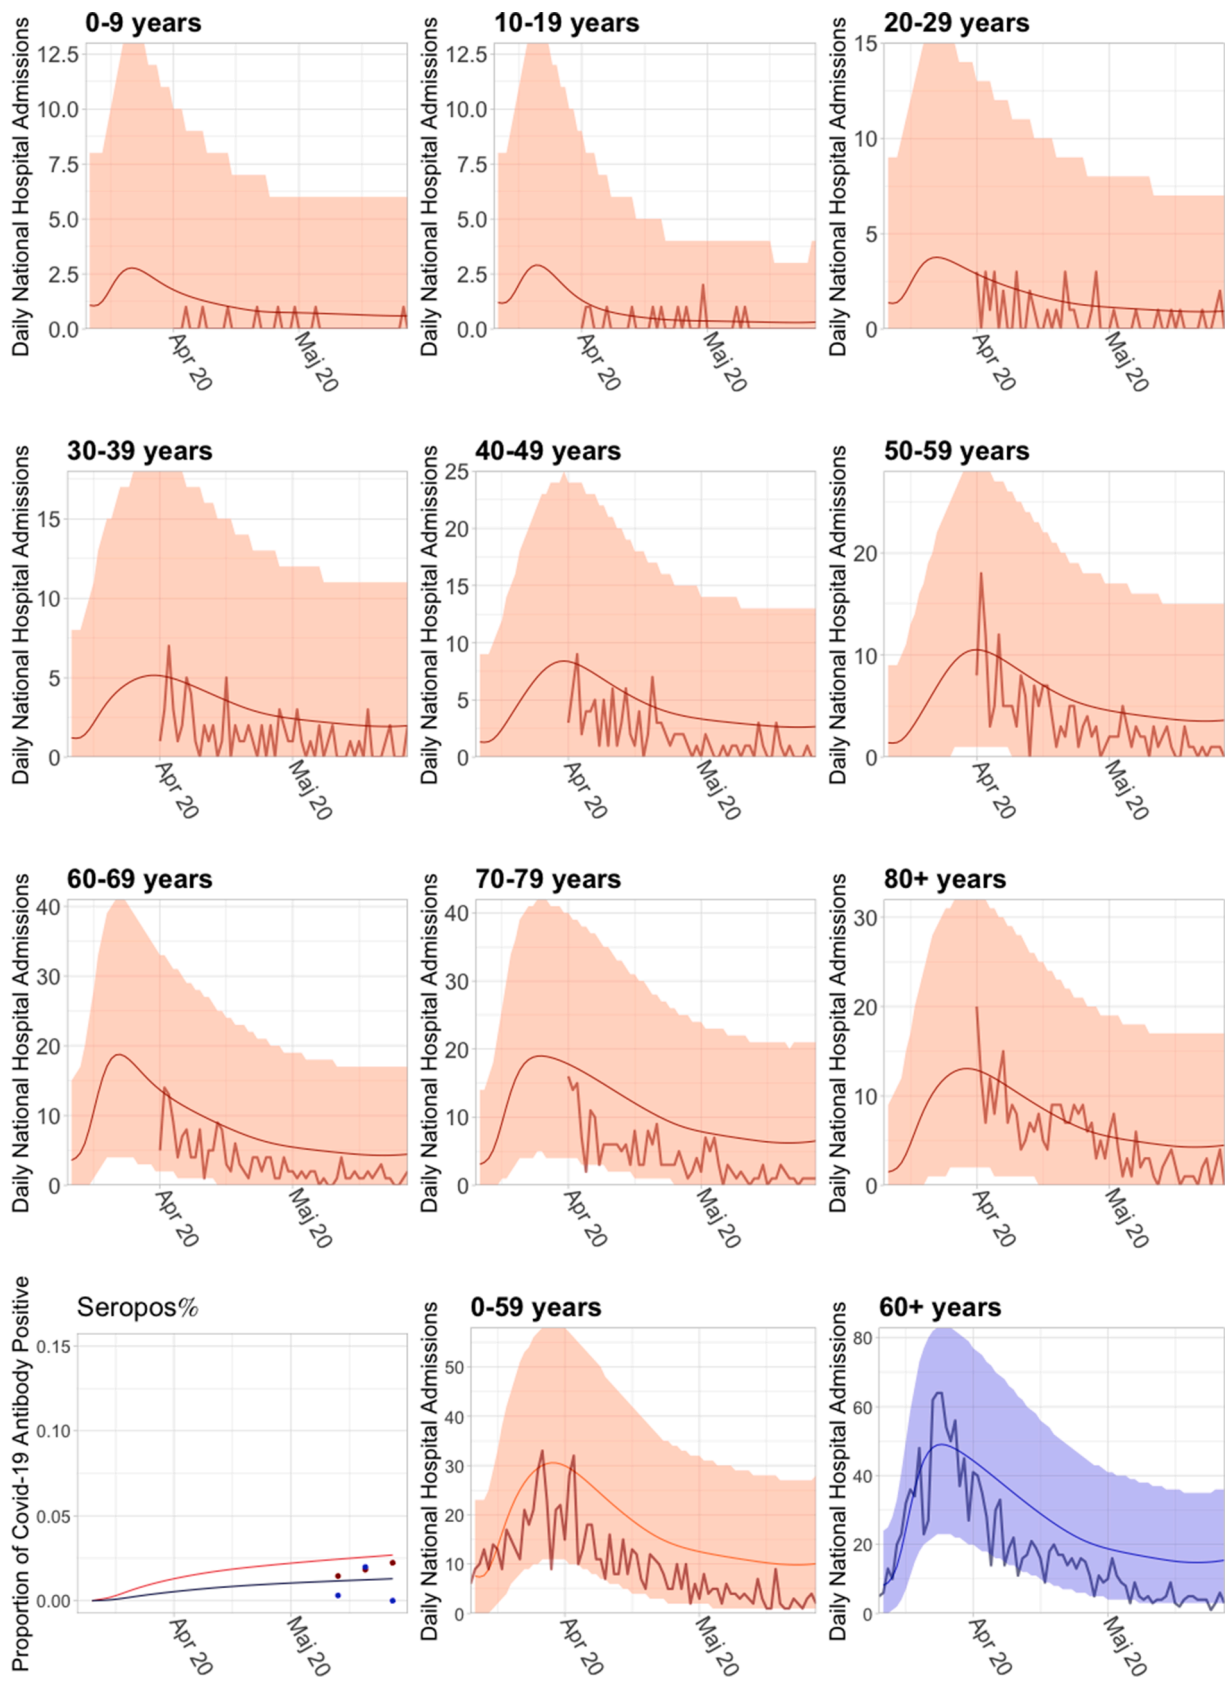 0-9 years
Daily National Hospital Admissions
12.5
10.0
7.5
5.0
2.5
0.0
Apr 20
Maj 20
10-19 years
Daily National Hospital Admissions
12.5
10.0
7.5
5.0
2.5
0.0
Apr 20
Maj 20
20-29 years
Daily National Hospital Admissions
15
10
5
0
Apr 20
Maj 20
30-39 years
Daily National Hospital Admissions
15
10
5
0
Apr 20
Maj 20
40-49 years
Daily National Hospital Admissions
25
20
15
10
5
0
Apr 20
Maj 20
50-59 years
Daily National Hospital Admissions
20
10
0
Apr 20
Maj 20
60-69 years
Daily National Hospital Admissions
40
30
20
10
0
Apr 20
Maj 20
70-79 years
Daily National Hospital Admissions
40
30
20
10
0
Apr 20
Maj 20
80+ years
Daily National Hospital Admissions
30
20
10
0
Apr 20
Maj 20
Seropos%
Proportion of Covid-19 Antibody Positive
0.15
0.10
0.05
0.00
Apr 20
Maj 20
0-59 years
Daily National Hospital Admissions
50
40
30
20
10
0
Apr 20
Maj 20
60+ years
Daily National Hospital Admissions
80
60
40
20
0
Apr 20
Maj 20